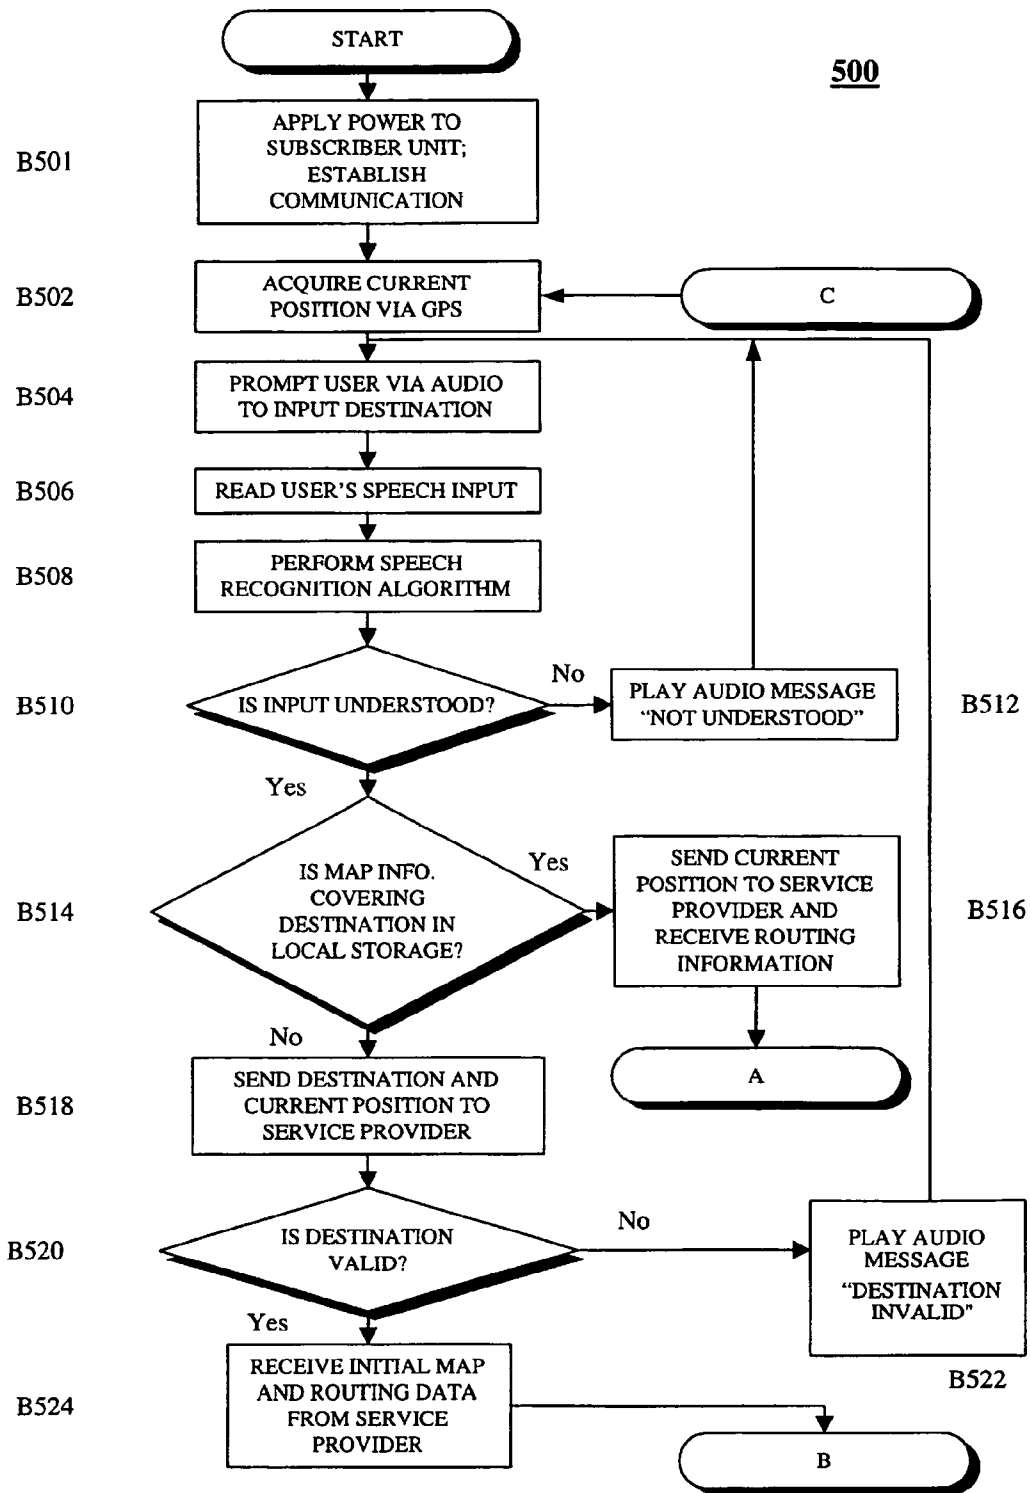 START
500
B501
APPLY POWER TO
SUBSCRIBER UNIT;
ESTABLISH
COMMUNICATION
B502
ACQUIRE CURRENT
POSITION VIA GPS
C
B504
PROMPT USER VIA AUDIO
TO INPUT DESTINATION
B506
READ USER'S SPEECH INPUT
B508
PERFORM SPEECH
RECOGNITION ALGORITHM
B510
IS INPUT UNDERSTOOD?
No
PLAY AUDIO MESSAGE
“NOT UNDERSTOOD”
B512
Yes
B514
IS MAP INFO.
COVERING
DESTINATION IN
LOCAL STORAGE?
Yes
SEND CURRENT
POSITION TO SERVICE
PROVIDER AND
RECEIVE ROUTING
INFORMATION
B516
No
A
B518
SEND DESTINATION AND
CURRENT POSITION TO
SERVICE PROVIDER
B520
IS DESTINATION
VALID?
No
PLAY AUDIO
MESSAGE
“DESTINATION
INVALID"
B522
Yes
B524
RECEIVE INITIAL MAP
AND ROUTING DATA
FROM SERVICE
PROVIDER
B